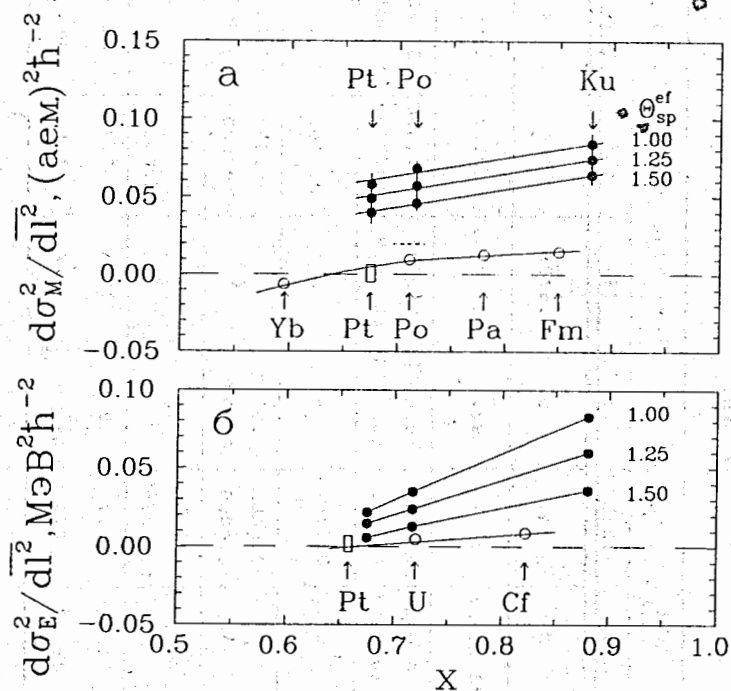 0.15
0.10
0.05
0.00
−0.05
dσ²_M/dl̅², (а.е.м.)²ħ⁻²
а
Pt Po Ku
↓ ↓ ↓
Θ^ef_sp
1.00
1.25
1.50
↑ ↑ ↑ ↑ ↑
Yb Pt Po Pa Fm
0.10
0.05
0.00
−0.05
dσ²_E/dl̅², МэВ²ħ⁻²
б
1.00
1.25
1.50
↑ ↑ ↑
Pt U Cf
0.5 0.6 0.7 0.8 0.9 1.0
X